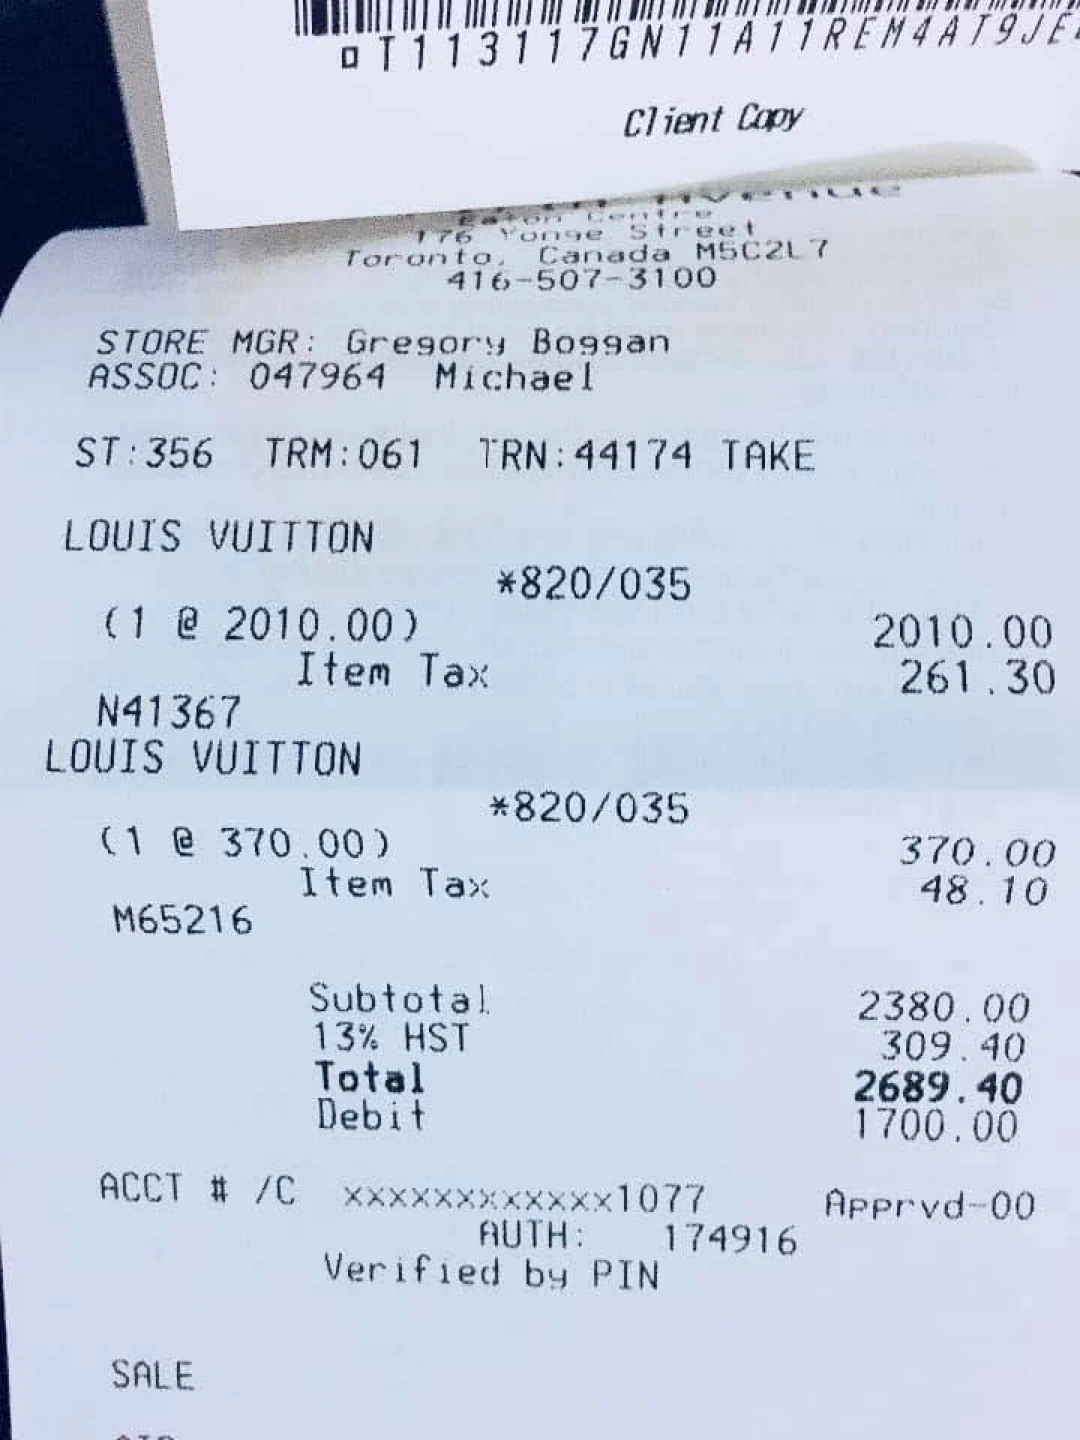 T113117GN11A11REM4AT9JE
Client Copy
Avenue
Eaton Centre
176 Yonge Street
Toronto, Canada M5C2L7
416-507-3100
STORE MGR: Gregory Boggan
ASSOC: 047964 Michael
ST:356 TRM:061 TRN:44174 TAKE
LOUIS VUITTON
*820/035
(1 @ 2010.00) 2010.00
Item Tax 261.30
N41367
LOUIS VUITTON
*820/035
(1 @ 370.00) 370.00
Item Tax 48.10
M65216
Subtotal 2380.00
13% HST 309.40
Total 2689.40
Debit 1700.00
ACCT # /C xxxxxxxxxxxx1077 Apprvd-00
AUTH: 174916
Verified by PIN
SALE